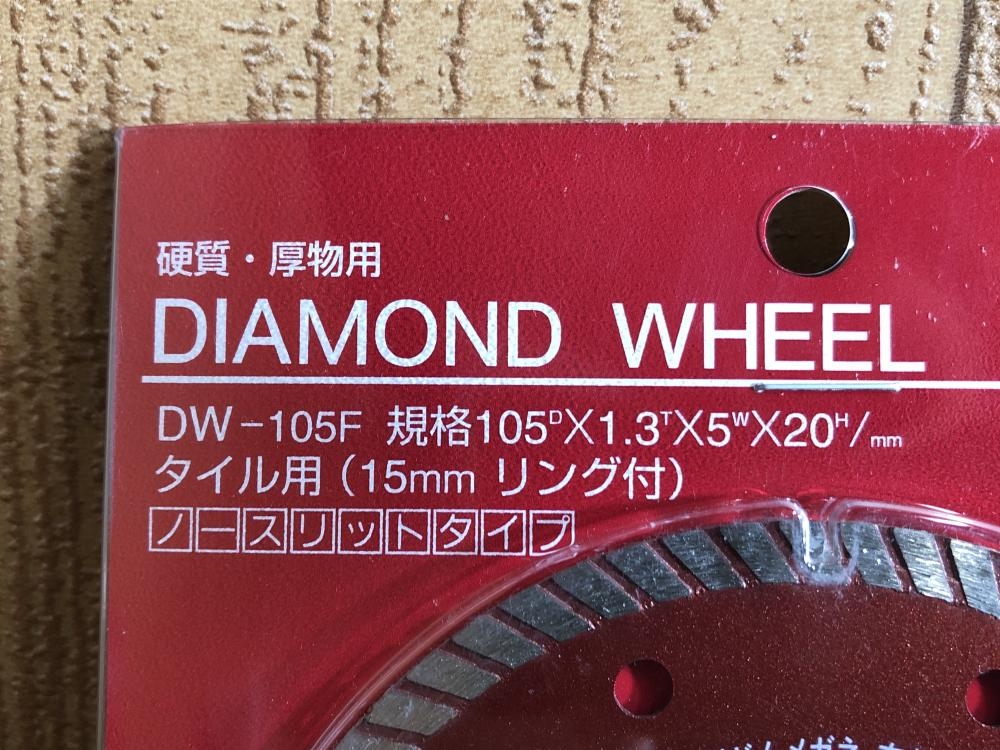 硬質・厚物用
DIAMOND WHEEL
DW-105F 規格105ᴰX1.3ᵀX5ᵂX20ᴴ/mm
タイル用(15mm リング付)
ノースリットタイプ